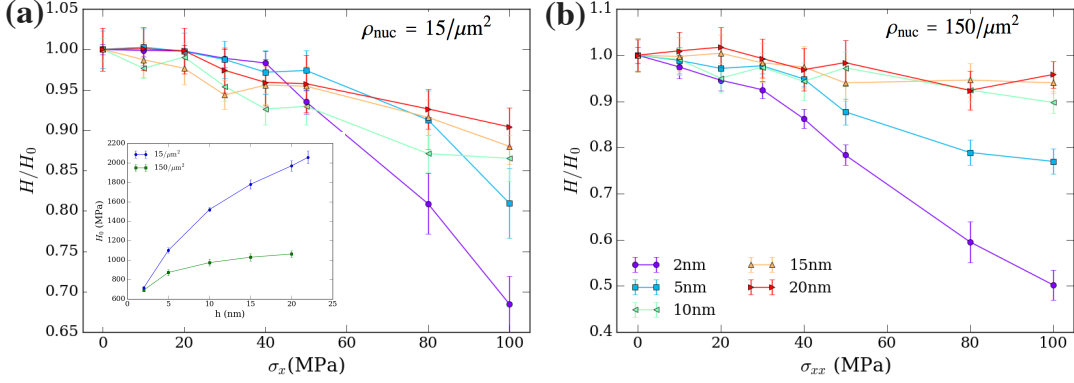 (a)
ρnuc = 15/μm²
1.05
1.00
0.95
0.90
0.85
0.80
0.75
0.70
0.65
H/H0
0
20
40
60
80
100
σx(MPa)
15/μm²
150/μm²
2200
2000
1800
1600
1400
1200
1000
800
600
H0 (MPa)
0
5
10
15
20
25
h (nm)
(b)
ρnuc = 150/μm²
1.1
1.0
0.9
0.8
0.7
0.6
0.5
0.4
H/H0
2nm
5nm
10nm
15nm
20nm
0
20
40
60
80
100
σxx (MPa)